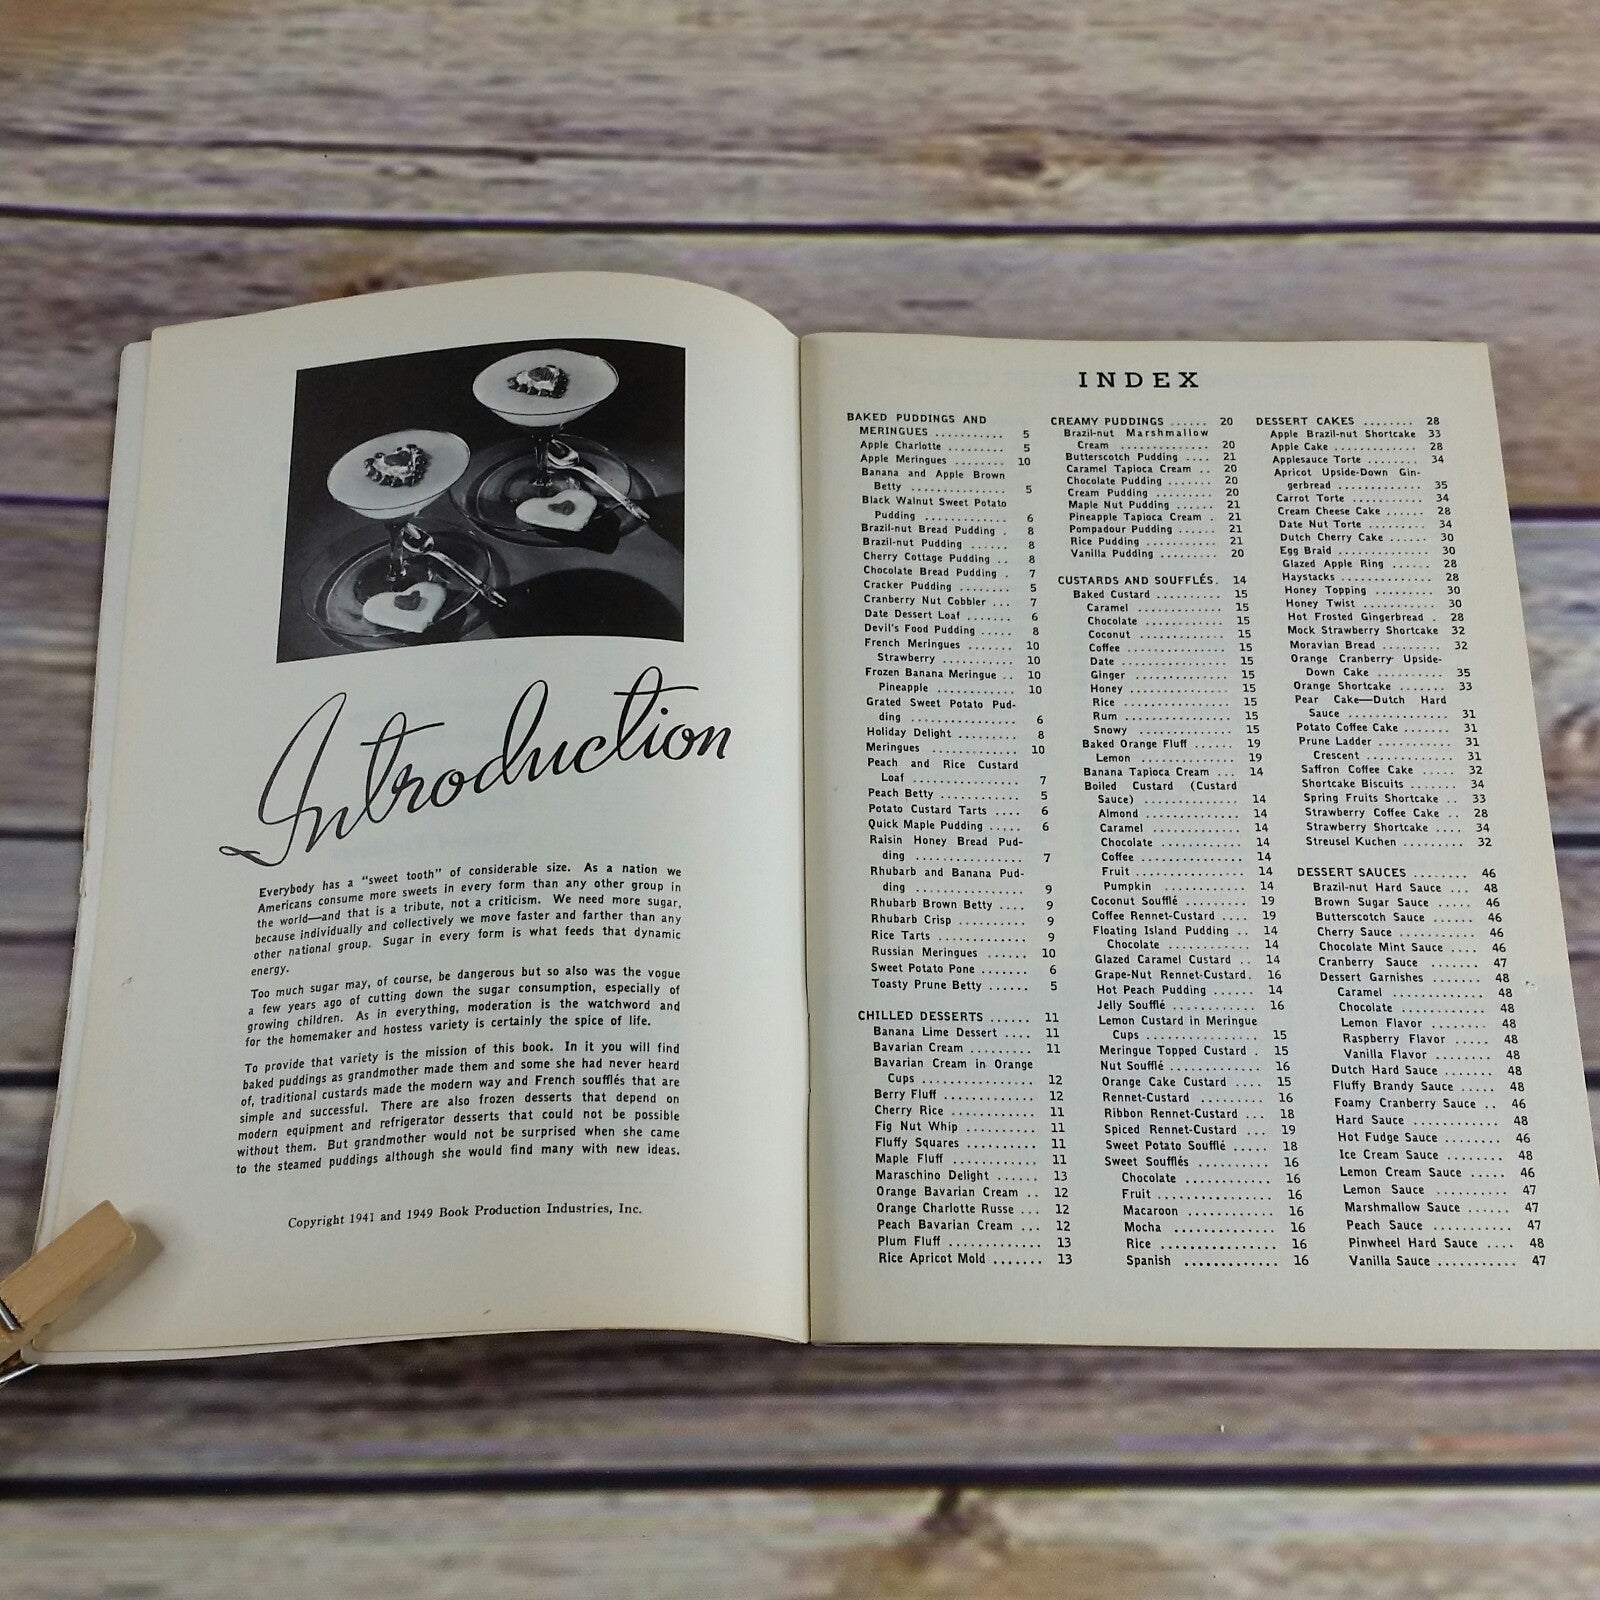 Introduction
Everybody has a "sweet tooth" of considerable size. As a nation we
Americans consume more sweets in every form than any other group in
the world—and that is a tribute, not a criticism. We need more sugar,
because individually and collectively we move faster and farther than any
other national group. Sugar in every form is what feeds that dynamic
energy.
Too much sugar may, of course, be dangerous but so also was the vogue
a few years ago of cutting down the sugar consumption, especially of
growing children. As in everything, moderation is the watchword and
for the homemaker and hostess variety is certainly the spice of life.
To provide that variety is the mission of this book. In it you will find
baked puddings as grandmother made them and some she had never heard
of, traditional custards made the modern way and French soufflés that are
simple and successful. There are also frozen desserts that depend on
modern equipment and refrigerator desserts that could not be possible
without them. But grandmother would not be surprised when she came
to the steamed puddings although she would find many with new ideas.
Copyright 1941 and 1949 Book Production Industries, Inc.
INDEX
BAKED PUDDINGS AND
MERINGUES ........... 5
Apple Charlotte ......... 5
Apple Meringues ........ 10
Banana and Apple Brown
Betty ............... 5
Black Walnut Sweet Potato
Pudding ............. 6
Brazil-nut Bread Pudding . 8
Brazil-nut Pudding ...... 8
Cherry Cottage Pudding .. 8
Chocolate Bread Pudding . 7
Cracker Pudding ........ 5
Cranberry Nut Cobbler ... 7
Date Dessert Loaf ....... 6
Devil's Food Pudding ..... 8
French Meringues ....... 10
Strawberry ............ 10
Frozen Banana Meringue .. 10
Pineapple ............ 10
Grated Sweet Potato Pud-
ding ................ 6
Holiday Delight ......... 8
Meringues ............. 10
Peach and Rice Custard
Loaf ................ 7
Peach Betty ............ 5
Potato Custard Tarts .... 6
Quick Maple Pudding ..... 6
Raisin Honey Bread Pud-
ding ................ 7
Rhubarb and Banana Pud-
ding ................ 9
Rhubarb Brown Betty .... 9
Rhubarb Crisp .......... 9
Rice Tarts ............. 9
Russian Meringues ...... 10
Sweet Potato Pone ....... 6
Toasty Prune Betty ...... 5
CHILLED DESSERTS ...... 11
Banana Lime Dessert .... 11
Bavarian Cream ......... 11
Bavarian Cream in Orange
Cups ................ 12
Berry Fluff ............ 12
Cherry Rice ............ 11
Fig Nut Whip .......... 11
Fluffy Squares .......... 11
Maple Fluff ............ 11
Maraschino Delight ...... 13
Orange Bavarian Cream .. 12
Orange Charlotte Russe ... 12
Peach Bavarian Cream ... 12
Plum Fluff ............. 13
Rice Apricot Mold ....... 13
CREAMY PUDDINGS ...... 20
Brazil-nut Marshmallow
Cream .............. 20
Butterscotch Pudding .... 21
Caramel Tapioca Cream .. 20
Chocolate Pudding ....... 20
Cream Pudding ......... 20
Maple Nut Pudding ...... 21
Pineapple Tapioca Cream . 21
Pompadour Pudding ...... 21
Rice Pudding ........... 21
Vanilla Pudding ......... 20
CUSTARDS AND SOUFFLÉS. 14
Baked Custard .......... 15
Caramel ............. 15
Chocolate ............ 15
Coconut ............. 15
Coffee ............... 15
Date ................ 15
Ginger .............. 15
Honey ............... 15
Rice ................ 15
Rum ................ 15
Snowy .............. 15
Baked Orange Fluff ...... 19
Lemon .............. 19
Banana Tapioca Cream ... 14
Boiled Custard (Custard
Sauce) .............. 14
Almond .............. 14
Caramel ............. 14
Chocolate ............ 14
Coffee ............... 14
Fruit ................ 14
Pumpkin ............. 14
Coconut Soufflé ......... 19
Coffee Rennet-Custard .... 19
Floating Island Pudding .. 14
Chocolate ............ 14
Glazed Caramel Custard .. 14
Grape-Nut Rennet-Custard. 16
Hot Peach Pudding ...... 14
Jelly Soufflé ............ 16
Lemon Custard in Meringue
Cups ................ 15
Meringue Topped Custard . 15
Nut Soufflé ............ 16
Orange Cake Custard .... 15
Rennet-Custard ......... 16
Ribbon Rennet-Custard ... 18
Spiced Rennet-Custard ... 19
Sweet Potato Soufflé ..... 18
Sweet Soufflés .......... 16
Chocolate ............ 16
Fruit ................ 16
Macaroon ............ 16
Mocha .............. 16
Rice ................ 16
Spanish ............. 16
DESSERT CAKES ........ 28
Apple Brazil-nut Shortcake 33
Apple Cake ............ 28
Applesauce Torte ........ 34
Apricot Upside-Down Gin-
gerbread ............. 35
Carrot Torte ........... 34
Cream Cheese Cake ...... 28
Date Nut Torte ......... 34
Dutch Cherry Cake ...... 30
Egg Braid .............. 30
Glazed Apple Ring ...... 28
Haystacks ............. 28
Honey Topping ......... 30
Honey Twist ........... 30
Hot Frosted Gingerbread . 28
Mock Strawberry Shortcake 32
Moravian Bread ......... 32
Orange Cranberry Upside-
Down Cake .......... 35
Orange Shortcake ....... 33
Pear Cake—Dutch Hard
Sauce ............... 31
Potato Coffee Cake ...... 31
Prune Ladder ........... 31
Crescent ............. 31
Saffron Coffee Cake ..... 32
Shortcake Biscuits ....... 34
Spring Fruits Shortcake .. 33
Strawberry Coffee Cake .. 28
Strawberry Shortcake .... 34
Streusel Kuchen ......... 32
DESSERT SAUCES ........ 46
Brazil-nut Hard Sauce ... 48
Brown Sugar Sauce ..... 46
Butterscotch Sauce ...... 46
Cherry Sauce ........... 46
Chocolate Mint Sauce .... 46
Cranberry Sauce ....... 47
Dessert Garnishes ....... 48
Caramel ............. 48
Chocolate ............ 48
Lemon Flavor ........ 48
Raspberry Flavor ..... 48
Vanilla Flavor ........ 48
Dutch Hard Sauce ....... 48
Fluffy Brandy Sauce ..... 48
Foamy Cranberry Sauce .. 46
Hard Sauce ............ 48
Hot Fudge Sauce ........ 46
Ice Cream Sauce ........ 48
Lemon Cream Sauce ..... 46
Lemon Sauce .......... 47
Marshmallow Sauce ...... 47
Peach Sauce ........... 47
Pinwheel Hard Sauce .... 48
Vanilla Sauce ........... 47